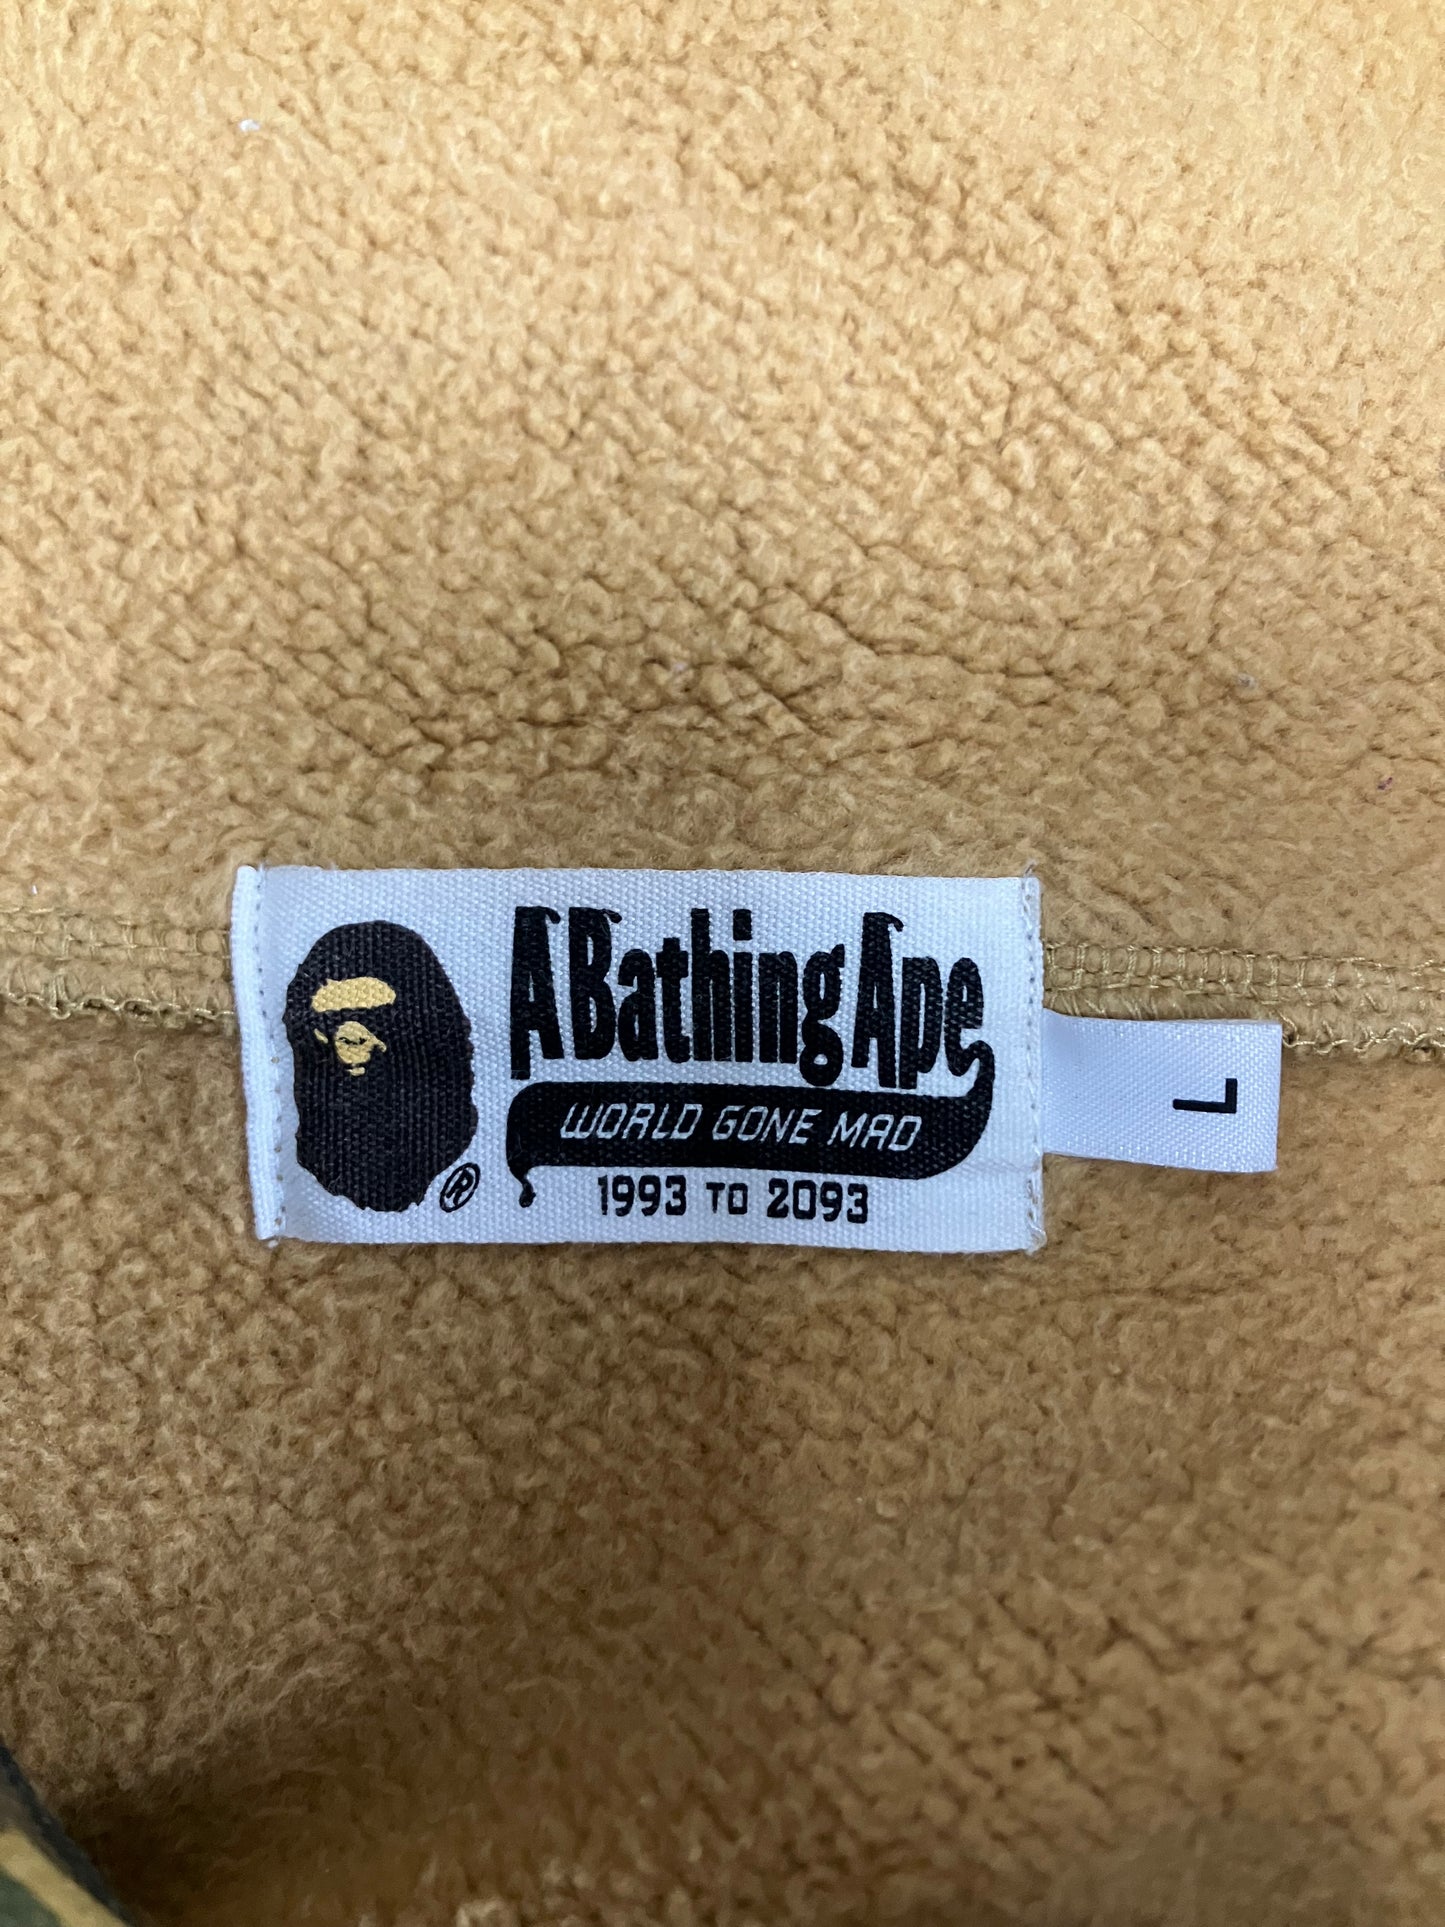 A Bathing Ape
WORLD GONE MAD
1993 TO 2093
®
L